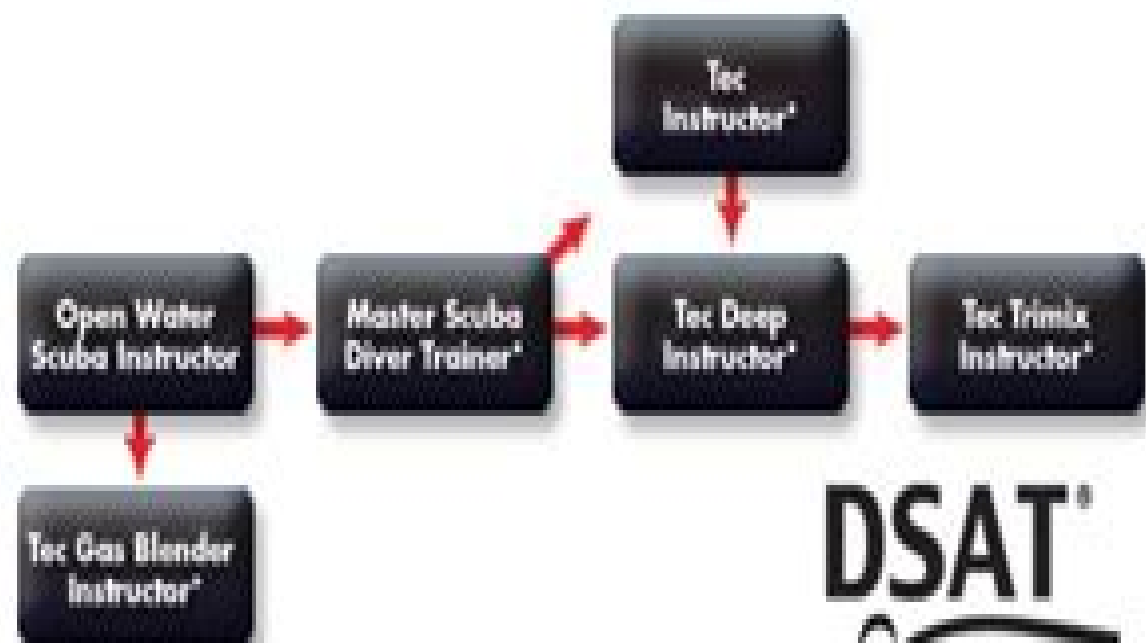 Tec
Instructor*
Open Water
Scuba Instructor
Master Scuba
Diver Trainer*
Tec Deep
Instructor*
Tec Trimix
Instructor*
Tec Gas Blender
Instructor*
DSAT®